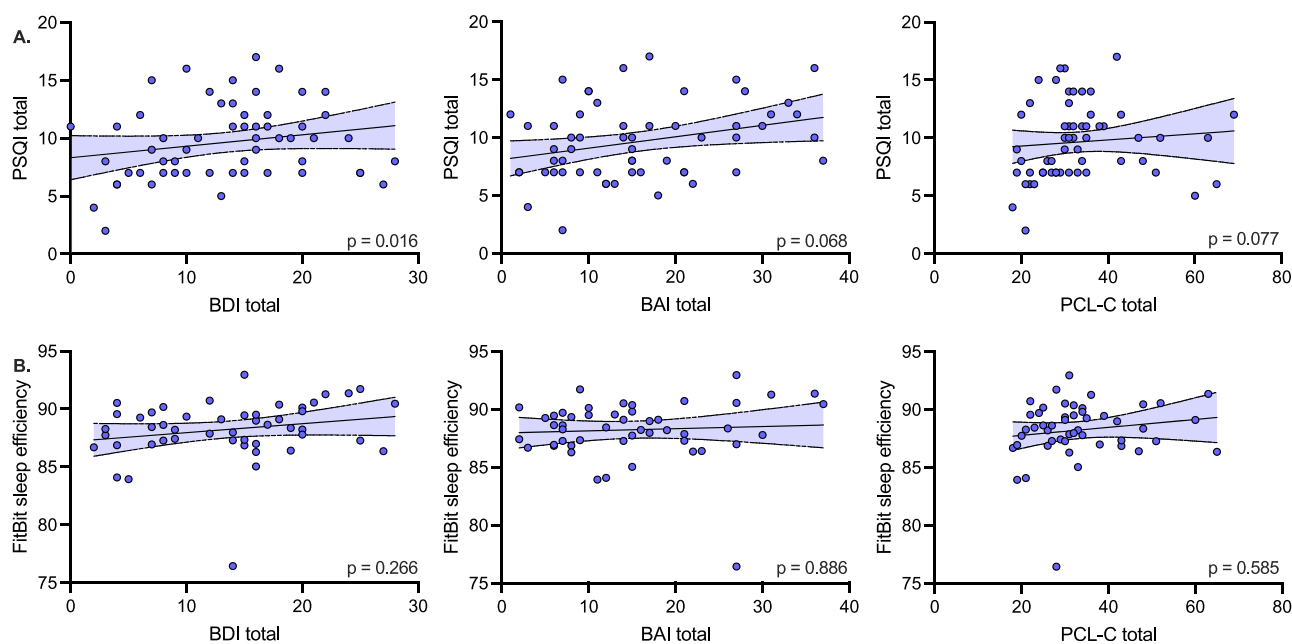 A.
PSQI total
20
15
10
5
0
p = 0.016
0 10 20 30
BDI total
PSQI total
20
15
10
5
0
p = 0.068
0 10 20 30 40
BAI total
PSQI total
20
15
10
5
0
p = 0.077
0 20 40 60 80
PCL-C total
B.
FitBit sleep efficiency
95
90
85
80
75
p = 0.266
0 10 20 30
BDI total
FitBit sleep efficiency
95
90
85
80
75
p = 0.886
0 10 20 30 40
BAI total
FitBit sleep efficiency
95
90
85
80
75
p = 0.585
0 20 40 60 80
PCL-C total